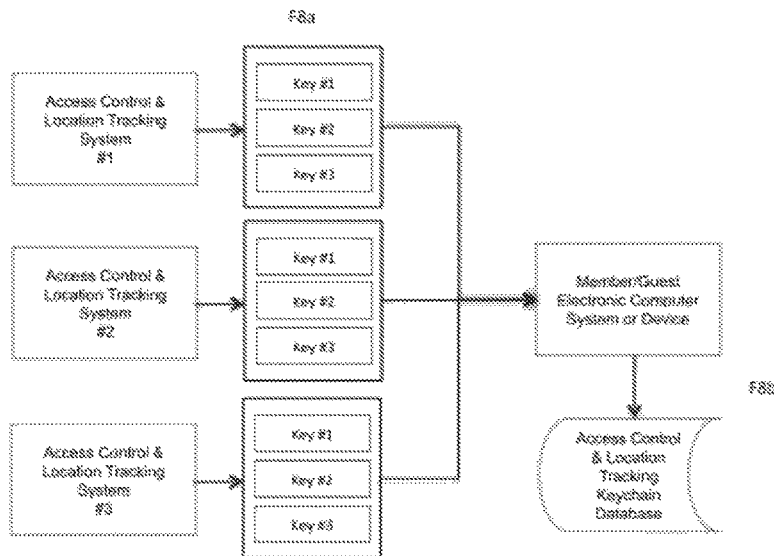 F8a
Access Control &
Location Tracking
System
#1
Key #1
Key #2
Key #3
Access Control &
Location Tracking
System
#2
Key #1
Key #2
Key #3
Access Control &
Location Tracking
System
#3
Key #1
Key #2
Key #3
Member/Guest
Electronic Computer
System or Device
F8b
Access Control
& Location
Tracking
Keychain
Database